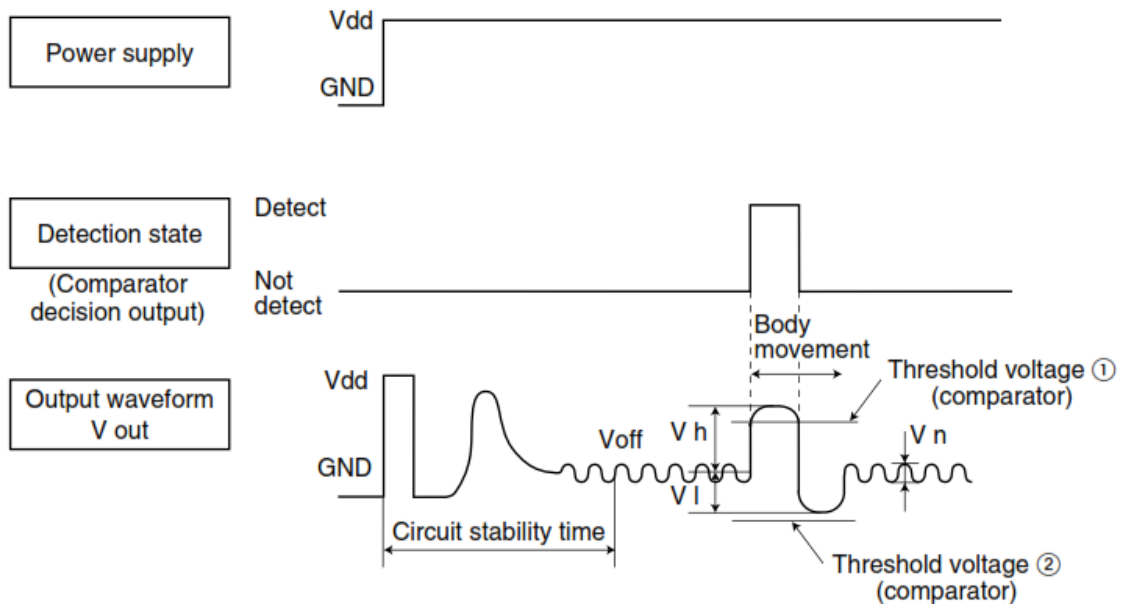 Power supply
Vdd
GND
Detection state
(Comparator
decision output)
Detect
Not
detect
Body
movement
Output waveform
V out
Vdd
GND
Voff
V h
V l
Threshold voltage ①
(comparator)
V n
Circuit stability time
Threshold voltage ②
(comparator)